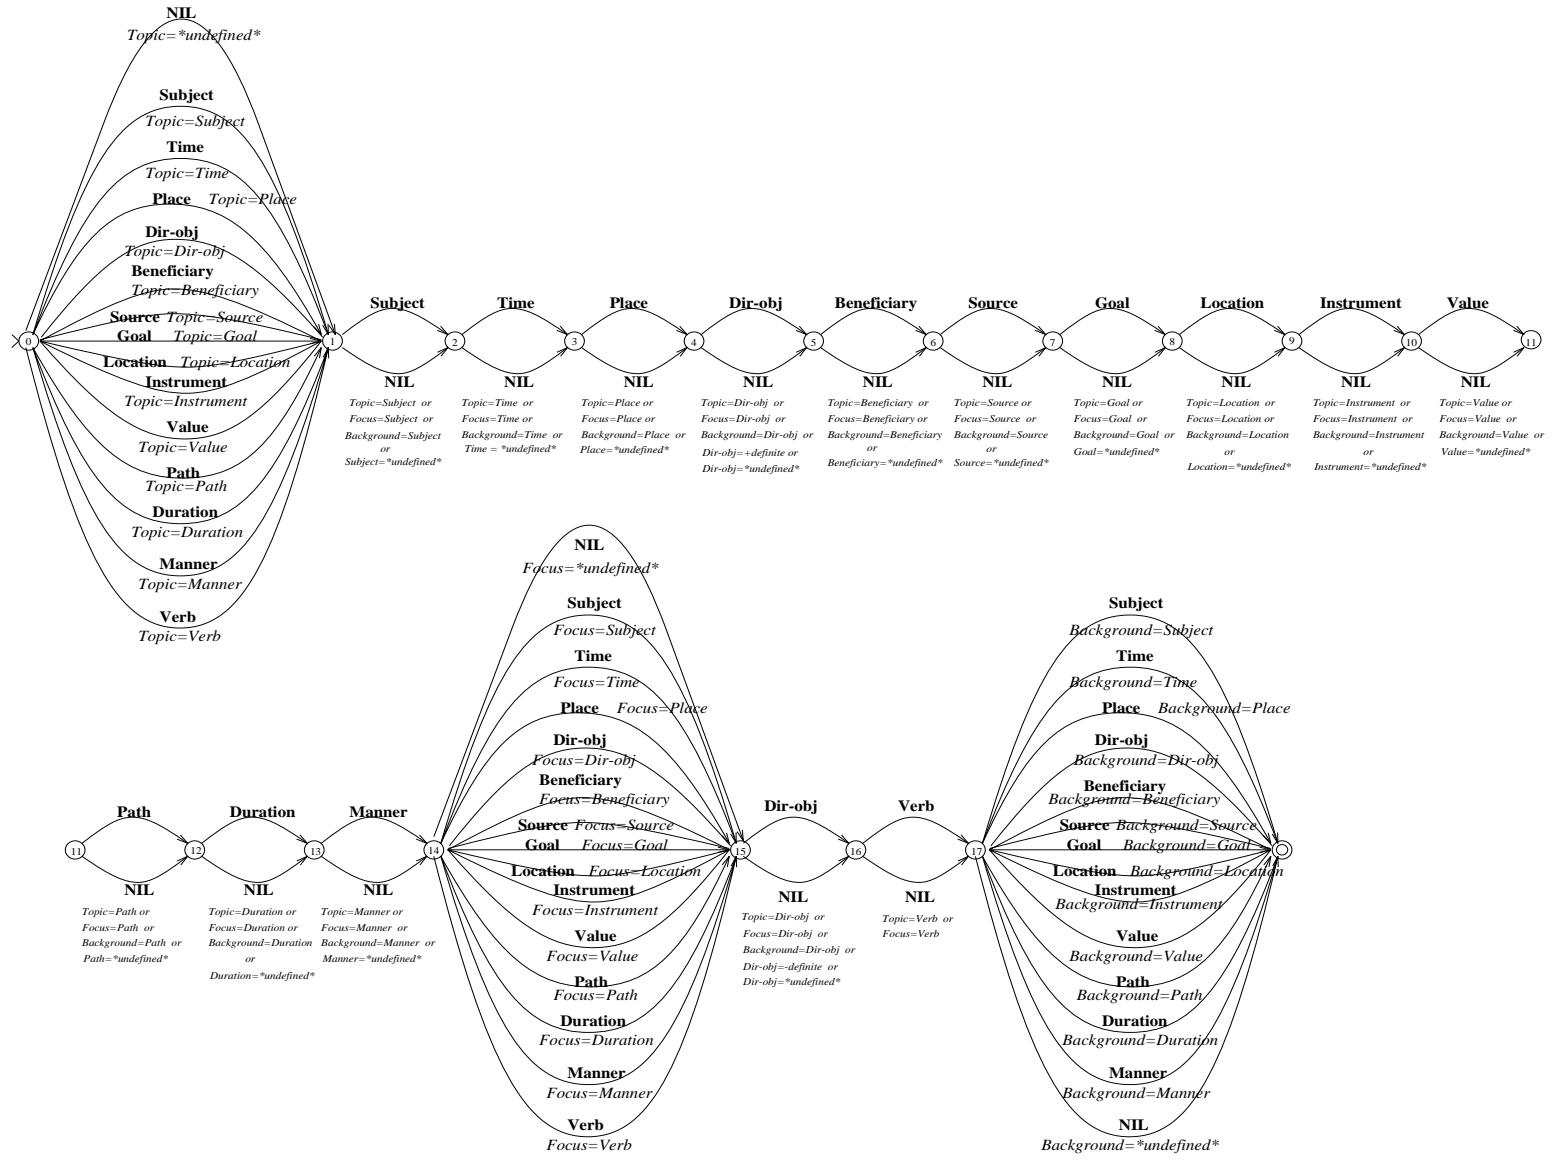 NIL
Topic=*undefined*
Subject
Topic=Subject
Time
Topic=Time
Place Topic=Place
Dir-obj
Topic=Dir-obj
Beneficiary
Topic=Beneficiary
Source Topic=Source
Goal Topic=Goal
Location Topic=Location
Instrument
Topic=Instrument
Value
Topic=Value
Path
Topic=Path
Duration
Topic=Duration
Manner
Topic=Manner
Verb
Topic=Verb
Subject Time Place Dir-obj Beneficiary Source Goal Location Instrument Value
0 1 2 3 4 5 6 7 8 9 10 11
NIL NIL NIL NIL NIL NIL NIL NIL NIL NIL
Topic=Subject or
Focus=Subject or
Background=Subject
or
Subject=*undefined*
Topic=Time or
Focus=Time or
Background=Time or
Time = *undefined*
Topic=Place or
Focus=Place or
Background=Place or
Place=*undefined*
Topic=Dir-obj or
Focus=Dir-obj or
Background=Dir-obj or
Dir-obj=+definite or
Dir-obj=*undefined*
Topic=Beneficiary or
Focus=Beneficiary or
Background=Beneficiary
or
Beneficiary=*undefined*
Topic=Source or
Focus=Source or
Background=Source
or
Source=*undefined*
Topic=Goal or
Focus=Goal or
Background=Goal or
Goal=*undefined*
Topic=Location or
Focus=Location or
Background=Location
or
Location=*undefined*
Topic=Instrument or
Focus=Instrument or
Background=Instrument
or
Instrument=*undefined*
Topic=Value or
Focus=Value or
Background=Value or
Value=*undefined*
Path Duration Manner
11 12 13 14
NIL NIL NIL
Topic=Path or
Focus=Path or
Background=Path or
Path=*undefined*
Topic=Duration or
Focus=Duration or
Background=Duration
or
Duration=*undefined*
Topic=Manner or
Focus=Manner or
Background=Manner or
Manner=*undefined*
NIL
Focus=*undefined*
Subject
Focus=Subject
Time
Focus=Time
Place Focus=Place
Dir-obj
Focus=Dir-obj
Beneficiary
Focus=Beneficiary
Source Focus=Source
Goal Focus=Goal
Location Focus=Location
Instrument
Focus=Instrument
Value
Focus=Value
Path
Focus=Path
Duration
Focus=Duration
Manner
Focus=Manner
Verb
Focus=Verb
Dir-obj Verb
15 16 17
NIL NIL
Topic=Dir-obj or
Focus=Dir-obj or
Background=Dir-obj or
Dir-obj=-definite or
Dir-obj=*undefined*
Topic=Verb or
Focus=Verb
Subject
Background=Subject
Time
Background=Time
Place Background=Place
Dir-obj
Background=Dir-obj
Beneficiary
Background=Beneficiary
Source Background=Source
Goal Background=Goal
Location Background=Location
Instrument
Background=Instrument
Value
Background=Value
Path
Background=Path
Duration
Background=Duration
Manner
Background=Manner
NIL
Background=*undefined*